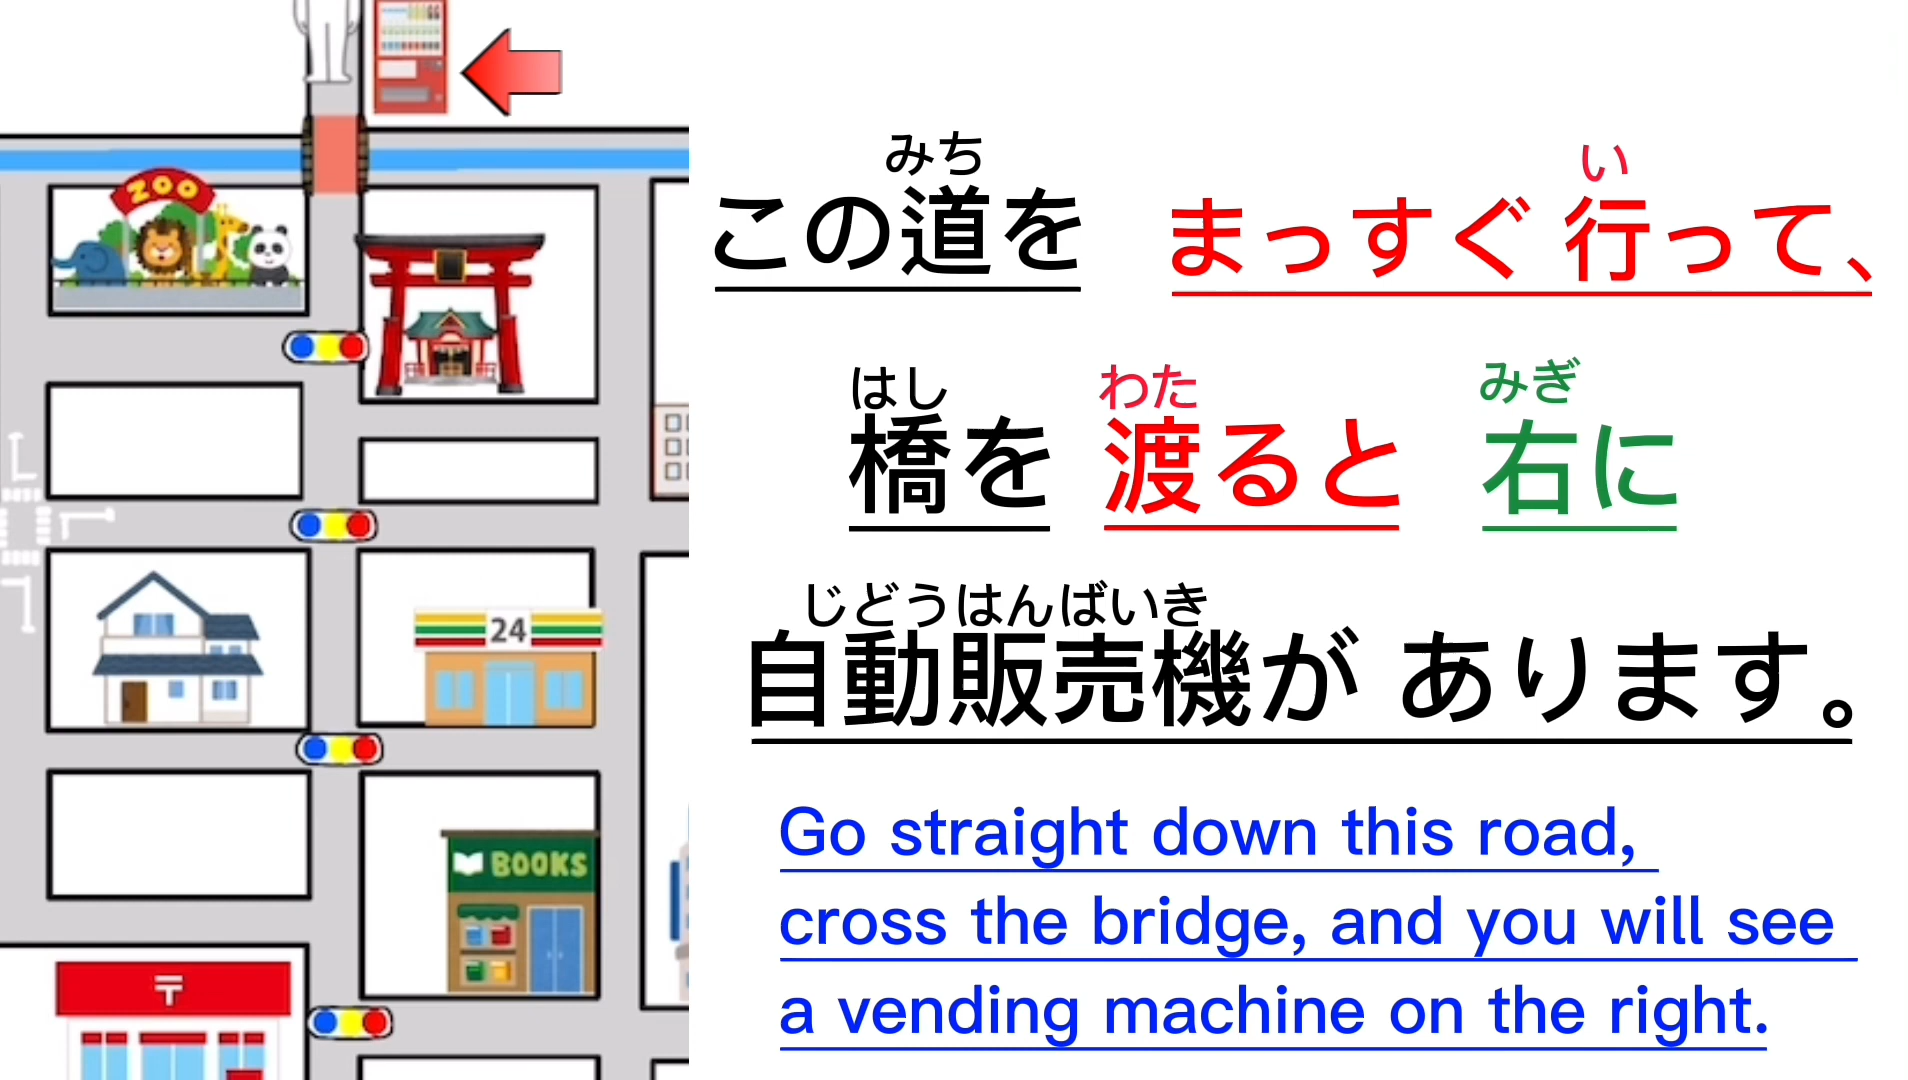 ZOO
24
BOOKS
〒
みち
い
この道を まっすぐ 行って、
はし
わた
みぎ
橋を 渡ると 右に
じどうはんばいき
自動販売機が あります。
Go straight down this road,
cross the bridge, and you will see
a vending machine on the right.